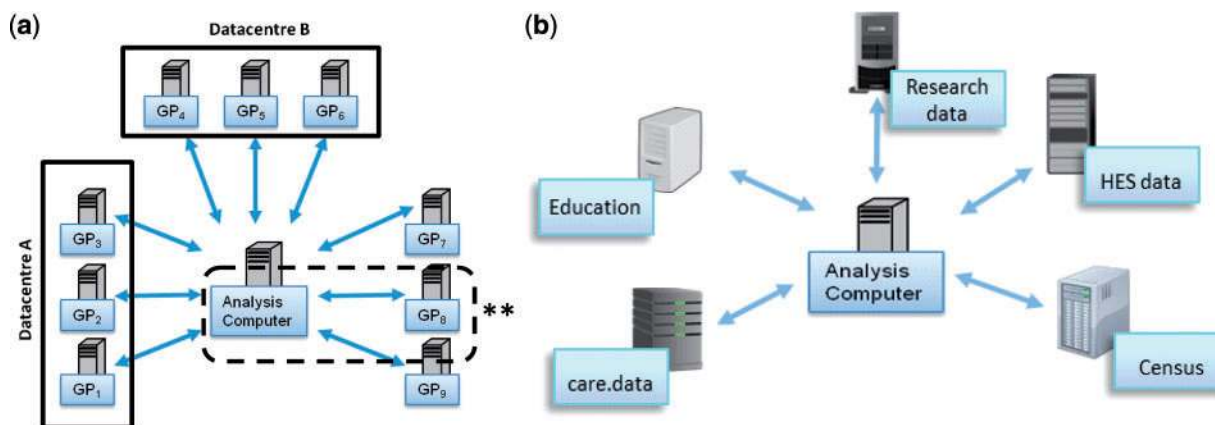 (a)
Datacentre B
GP4
GP5
GP6
Datacentre A
GP3
GP2
GP1
Analysis
Computer
GP7
GP8
GP9
**
(b)
Research
data
Education
HES data
Analysis
Computer
care.data
Census